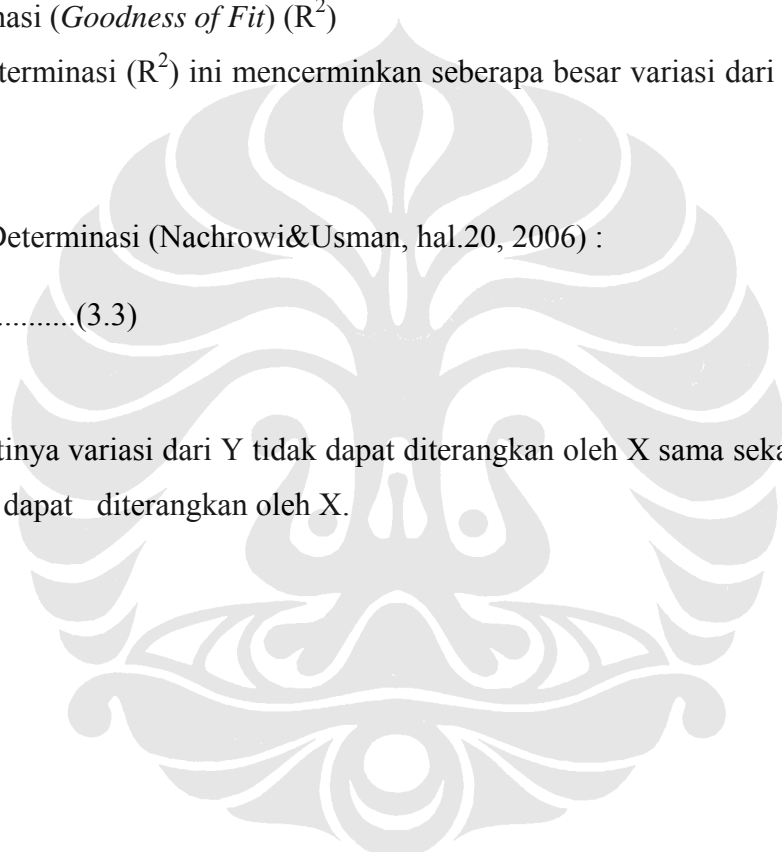 nasi (Goodness of Fit) (R²)
terminasi (R²) ini mencerminkan seberapa besar variasi dari
Determinasi (Nachrowi&Usman, hal.20, 2006) :
..........(3.3)
tinya variasi dari Y tidak dapat diterangkan oleh X sama seka
dapat diterangkan oleh X.